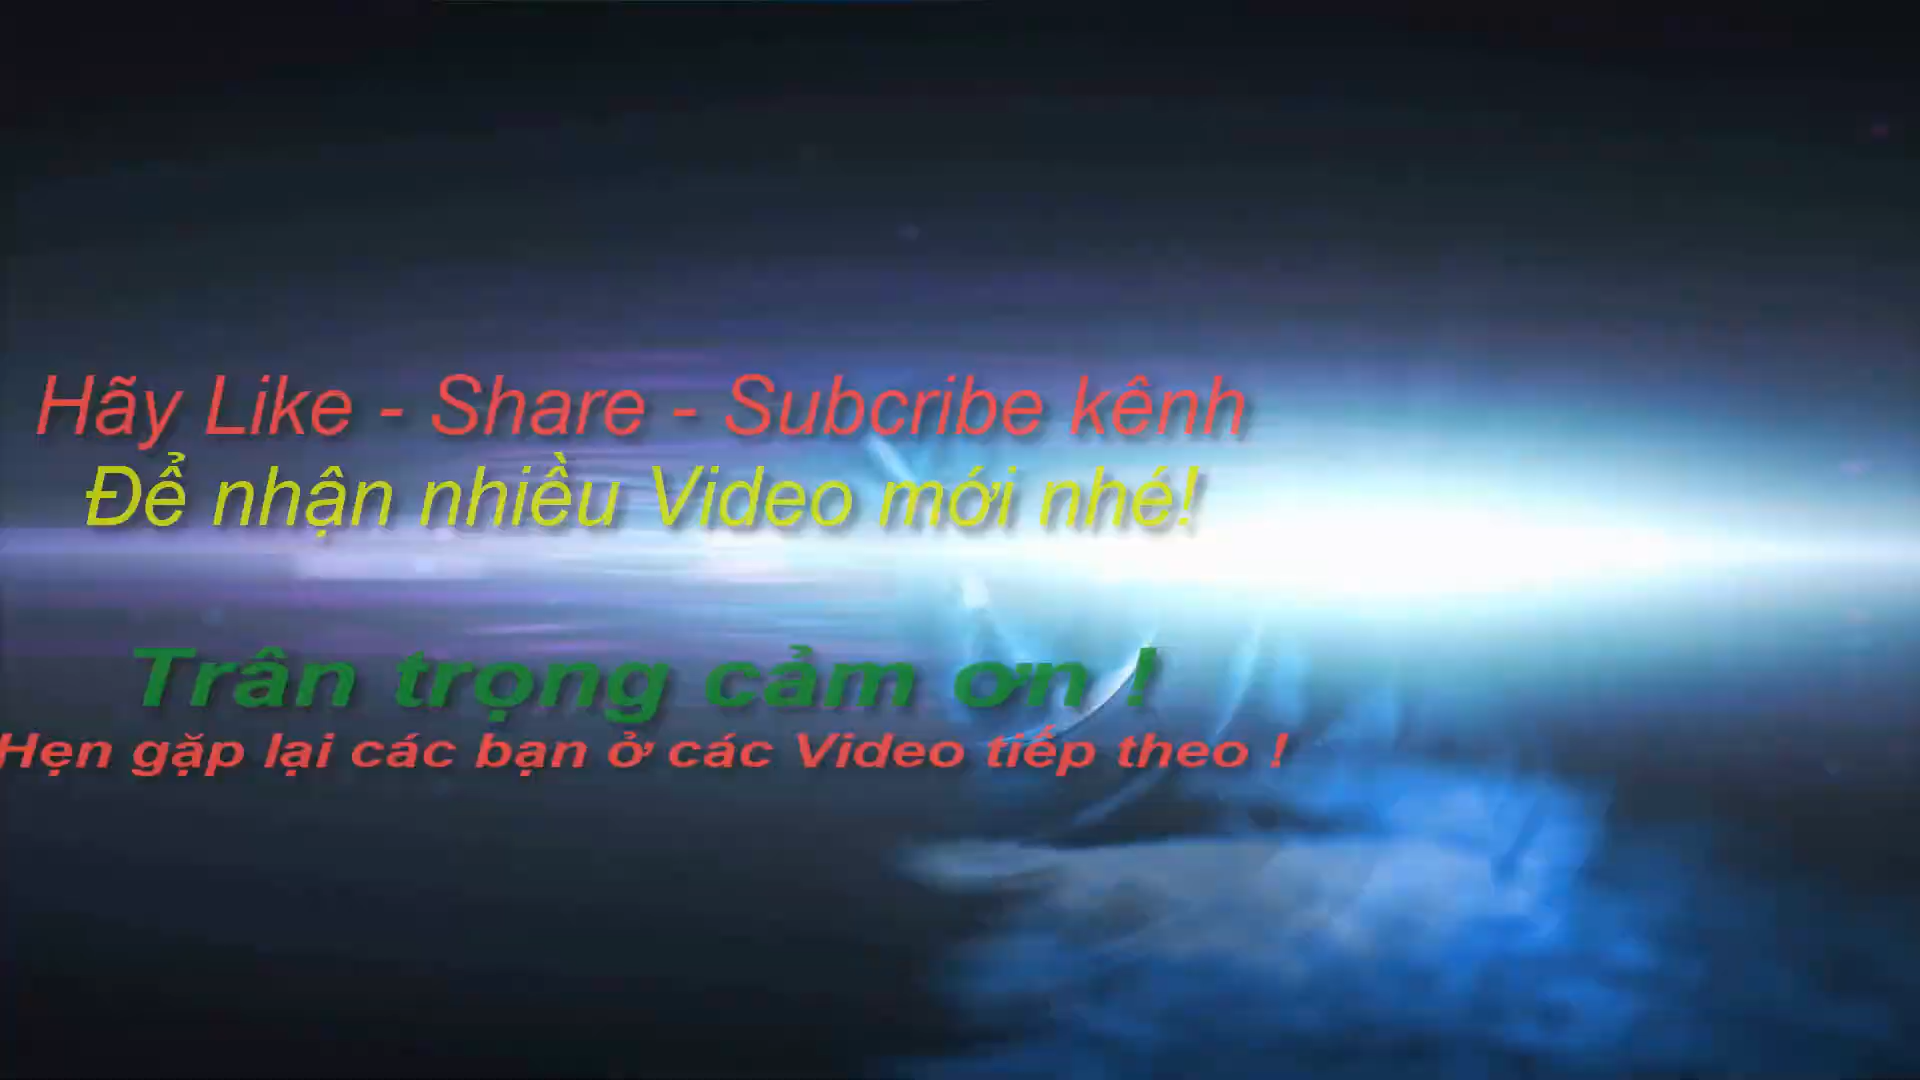 Hãy Like - Share - Subcribe kênh
Để nhận nhiều Video mới nhé!
Trân trọng cảm ơn !
Hẹn gặp lại các bạn ở các Video tiếp theo !